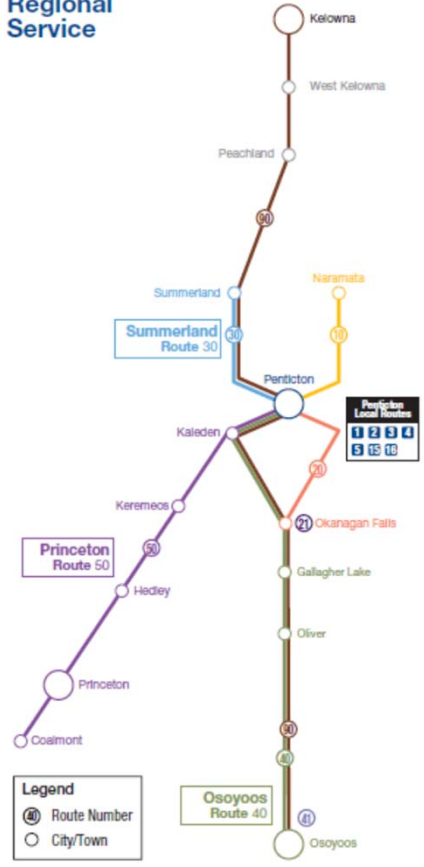 Regional
Service
Kelowna
West Kelowna
Peachland
90
Summerland
Naramata
Summerland
Route 30
30
10
Penticton
Penticton
Local Routes
1 2 3 4
5 15 16
Kaleden
20
Keremeos
21 Okanagan Falls
Princeton
Route 50
50
Gallagher Lake
Hedley
Oliver
Princeton
90
Coalmont
40
Legend
40 Route Number
City/Town
Osoyoos
Route 40
41
Osoyoos